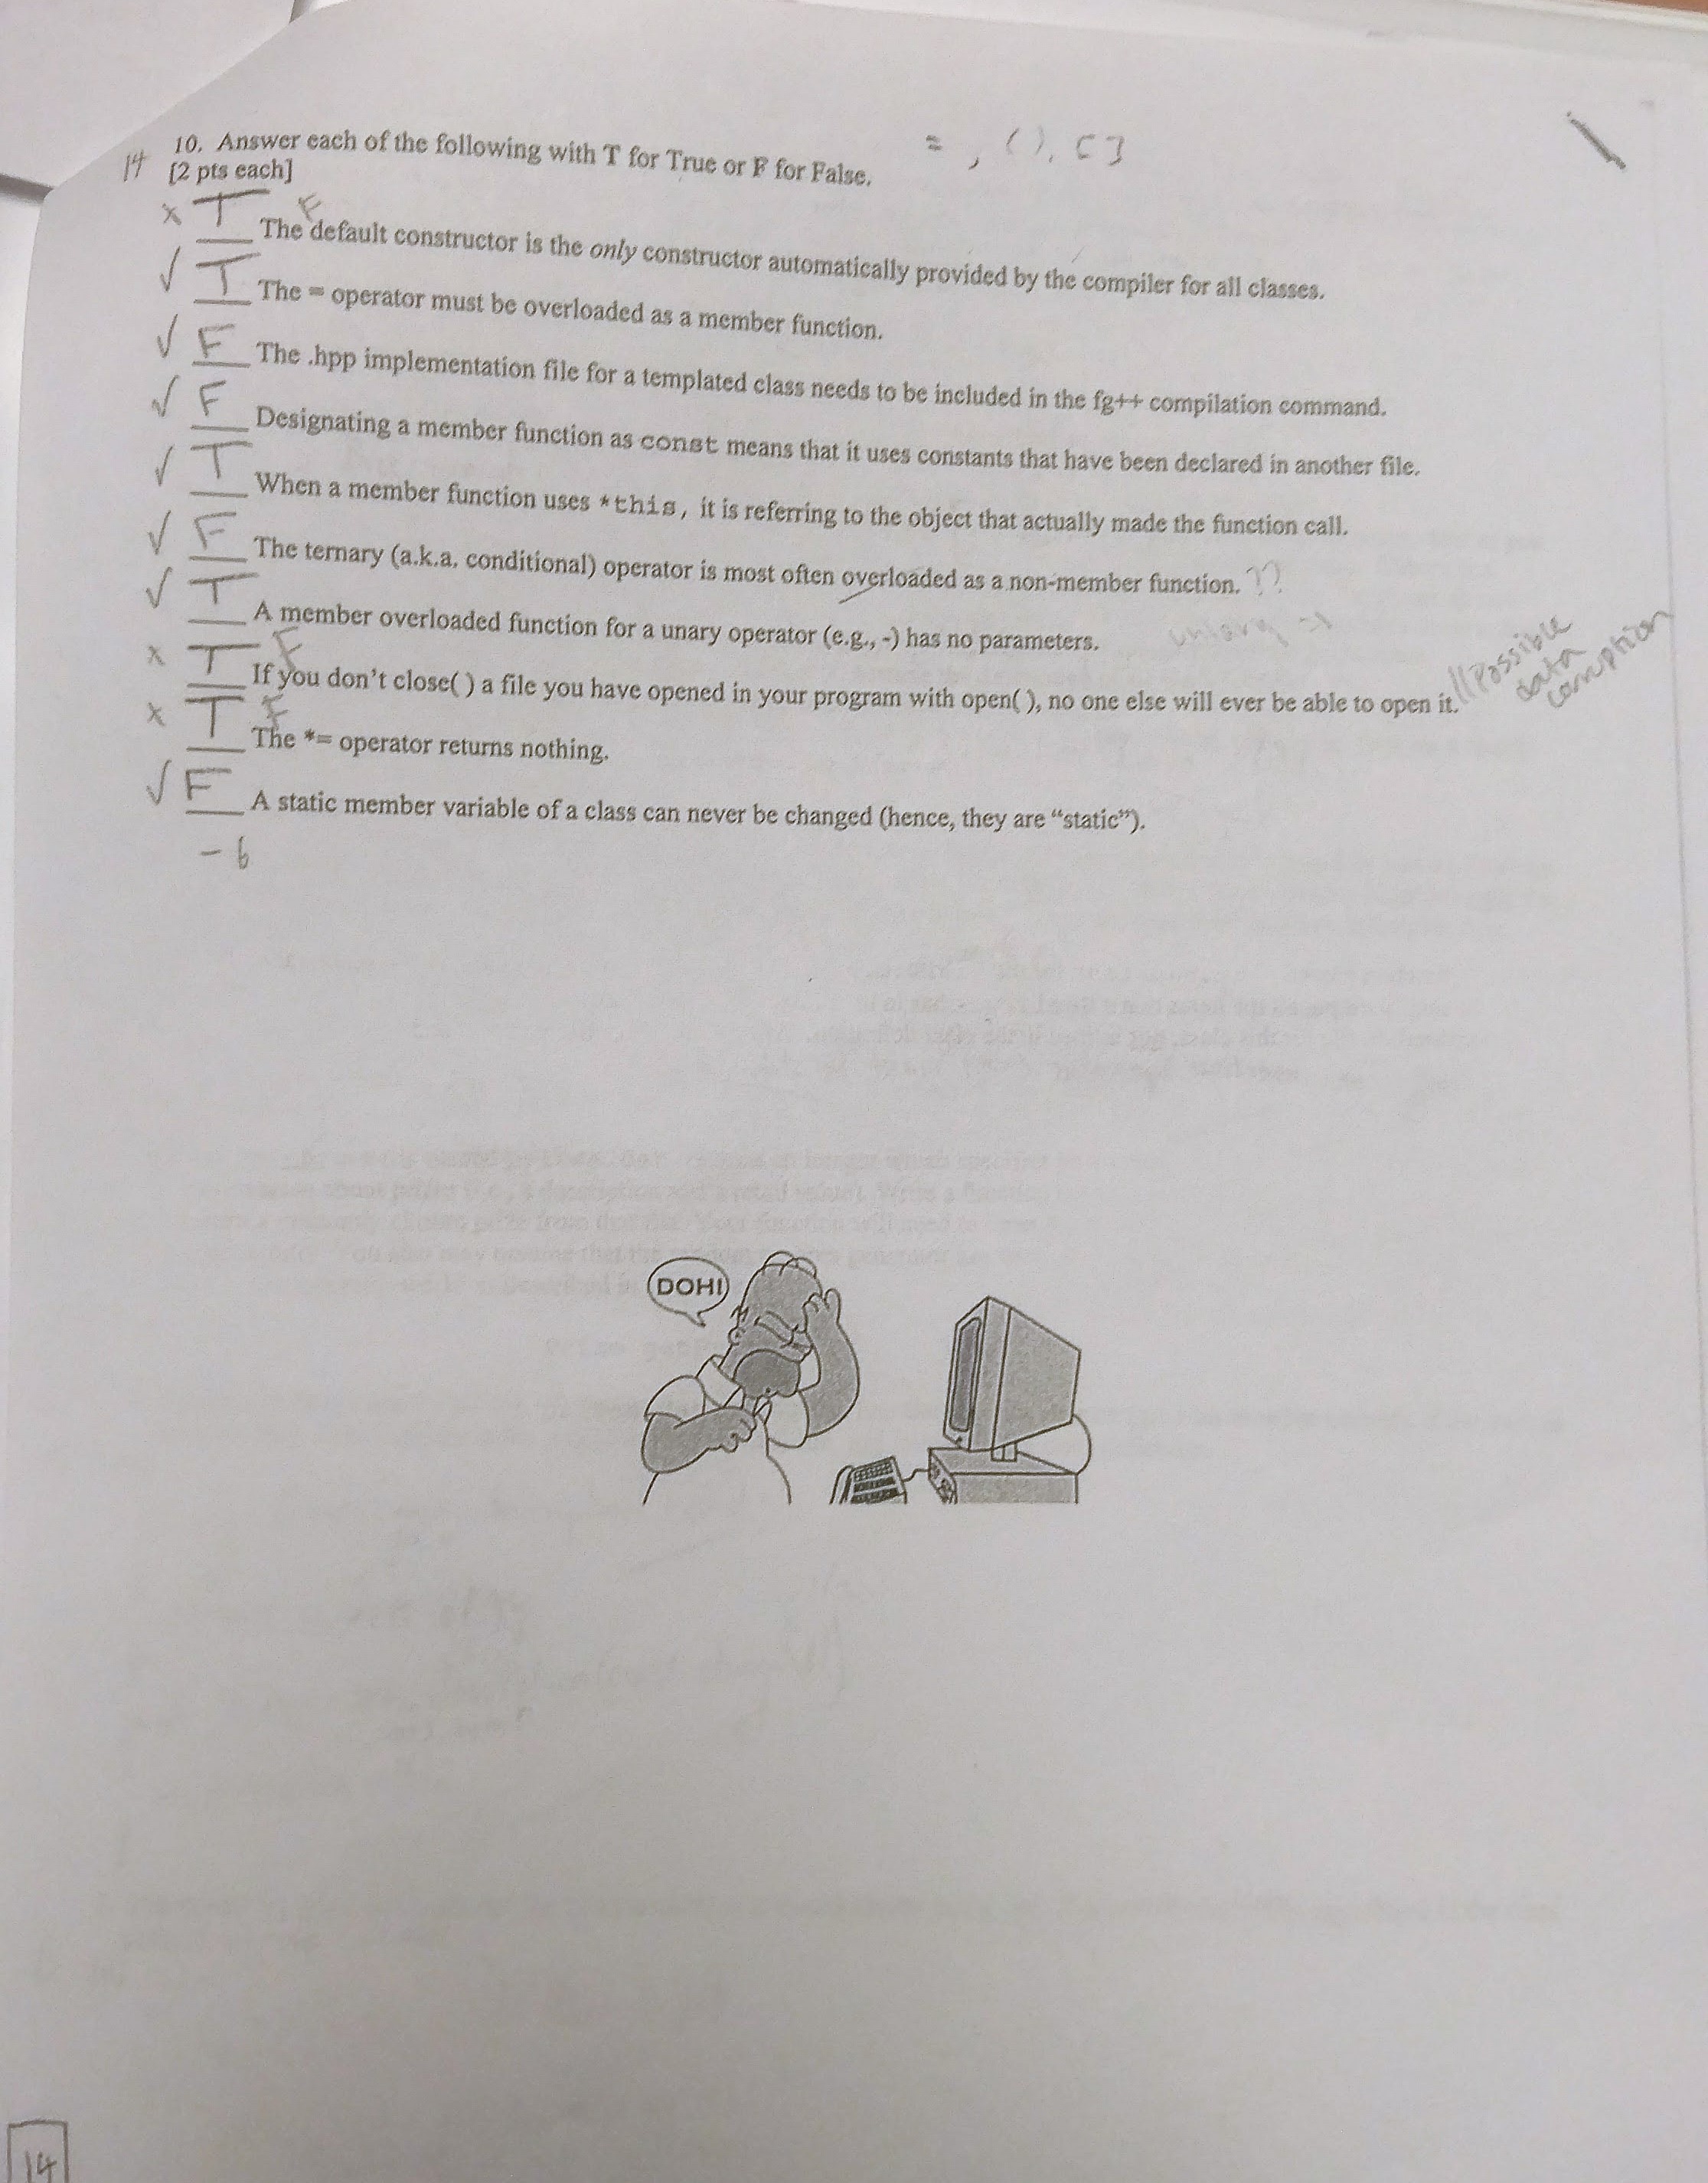 10. Answer each of the following with T for True or F for False. = , ( ), [ ]
14 [2 pts each]
x T F The default constructor is the only constructor automatically provided by the compiler for all classes.
√ T The = operator must be overloaded as a member function.
√ F The .hpp implementation file for a templated class needs to be included in the fg++ compilation command.
√ F Designating a member function as const means that it uses constants that have been declared in another file.
√ T When a member function uses *this, it is referring to the object that actually made the function call.
√ F The ternary (a.k.a. conditional) operator is most often overloaded as a non-member function. ??
√ T A member overloaded function for a unary operator (e.g., -) has no parameters.
x T F If you don't close( ) a file you have opened in your program with open( ), no one else will ever be able to open it. //Possible
data
corruption
x T F The *= operator returns nothing.
√ F A static member variable of a class can never be changed (hence, they are “static”).
- 6
DOH!
14